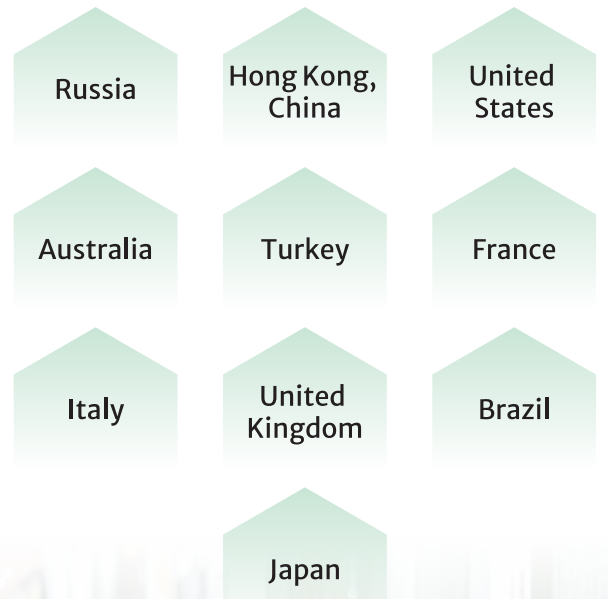 Russia
Hong Kong,
China
United
States
Australia
Turkey
France
Italy
United
Kingdom
Brazil
Japan